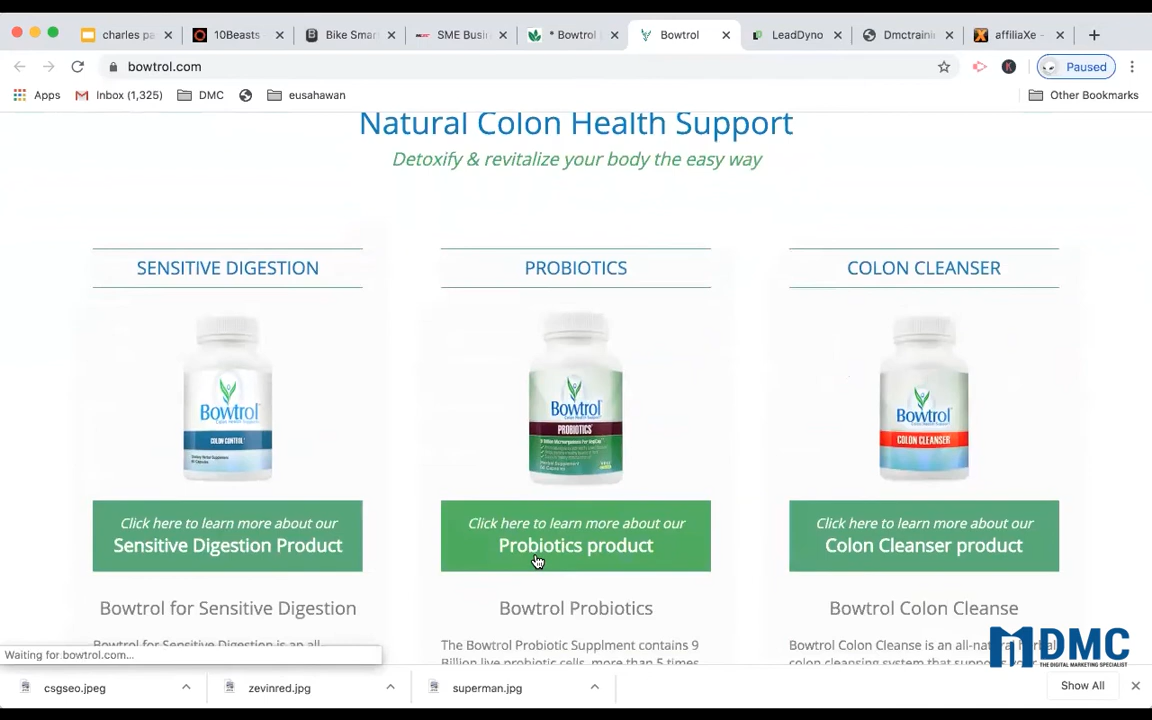 charles pa
10Beasts
Bike Smar
SME Busin
* Bowtrol
Bowtrol
LeadDyno
Dmctrainin
affiliaXe -
bowtrol.com
K
Paused
Apps
Inbox (1,325)
DMC
eusahawan
Other Bookmarks
Natural Colon Health Support
Detoxify & revitalize your body the easy way
SENSITIVE DIGESTION
PROBIOTICS
COLON CLEANSER
Bowtrol
COLON CONTROL
Bowtrol
PROBIOTICS
Bowtrol
COLON CLEANSER
Click here to learn more about our
Sensitive Digestion Product
Click here to learn more about our
Probiotics product
Click here to learn more about our
Colon Cleanser product
Bowtrol for Sensitive Digestion
Bowtrol Probiotics
Bowtrol Colon Cleanse
Bowtrol for Sensitive Digestion is an all
The Bowtrol Probiotic Supplment contains 9
Billion live probiotic cells, more than 5 times
Bowtrol Colon Cleanse is an all-natural herbal
colon cleansing system that supports your
Waiting for bowtrol.com...
DMC
THE DIGITAL MARKETING SPECIALIST
csgseo.jpeg
zevinred.jpg
superman.jpg
Show All